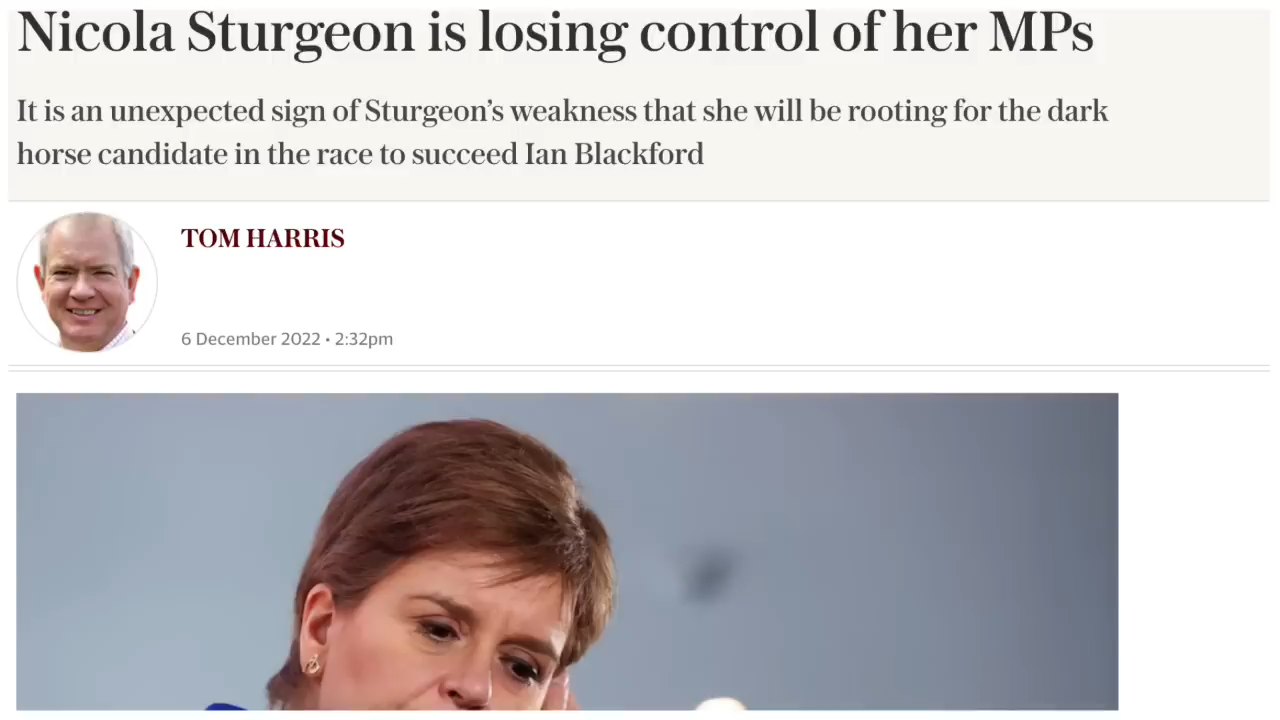 Nicola Sturgeon is losing control of her MPs
It is an unexpected sign of Sturgeon’s weakness that she will be rooting for the dark
horse candidate in the race to succeed Ian Blackford
TOM HARRIS
6 December 2022 • 2:32pm